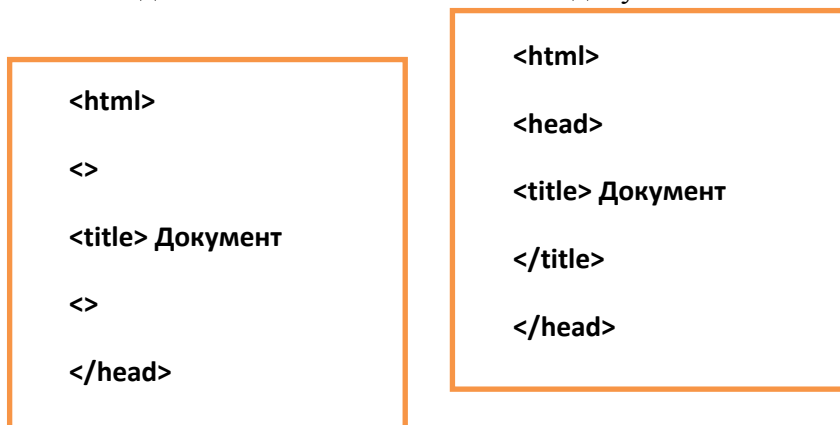 <html>
<>
<title> Документ
<>
</head>
<html>
<head>
<title> Документ
</title>
</head>